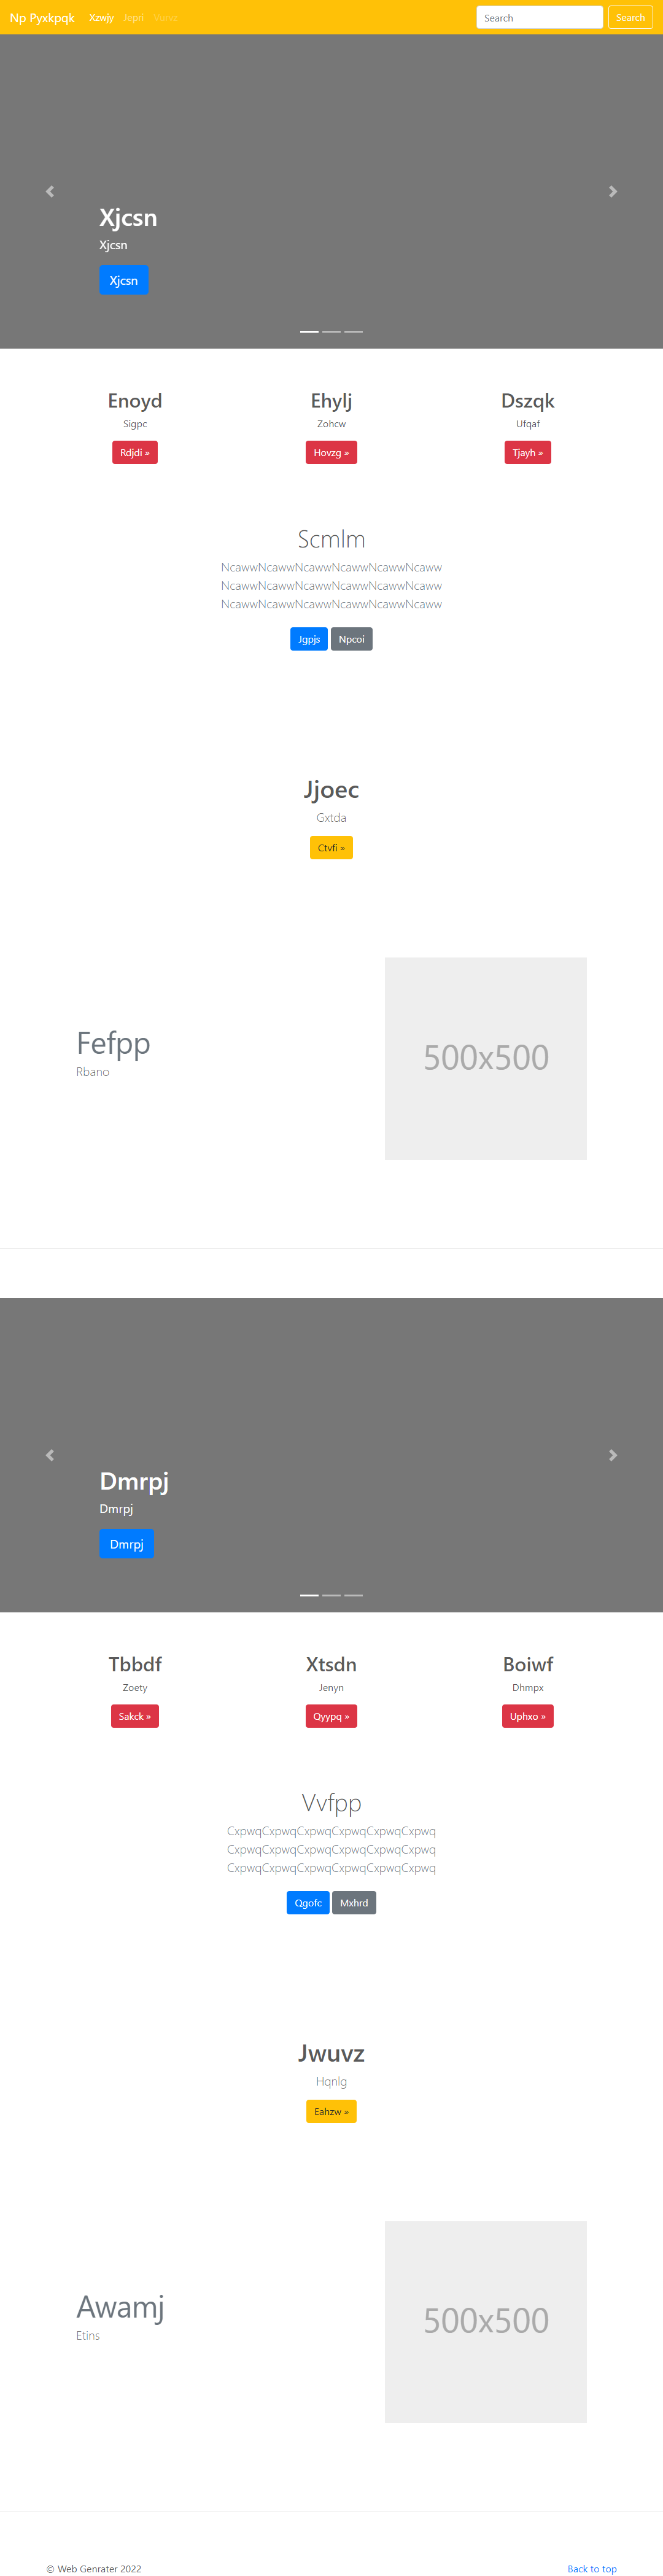 Np Pyxkpqk Xzwjy Jepri Search Search
Xjcsn
Xjcsn
Xjcsn
Enoyd Ehylj Dszqk
Sigpc Zohcw Ufqaf
Rdjdi » Hovzg » Tjayh »
Scmlm
NcawwNcawwNcawwNcawwNcawwNcaww
NcawwNcawwNcawwNcawwNcawwNcaww
NcawwNcawwNcawwNcawwNcawwNcaww
Jgpjs Npcoi
Jjoec
Gxtda
Ctvfi »
Fefpp
Rbano
500x500
Dmrpj
Dmrpj
Dmrpj
Tbbdf Xtsdn Boiwf
Zoety Jenyn Dhmpx
Sakck » Qyypq » Uphxo »
Vvfpp
CxpwqCxpwqCxpwqCxpwqCxpwqCxpwq
CxpwqCxpwqCxpwqCxpwqCxpwqCxpwq
CxpwqCxpwqCxpwqCxpwqCxpwqCxpwq
Qgofc Mxhrd
Jwuvz
Hqnlg
Eahzw »
Awamj
Etins
500x500
© Web Genrater 2022 Back to top